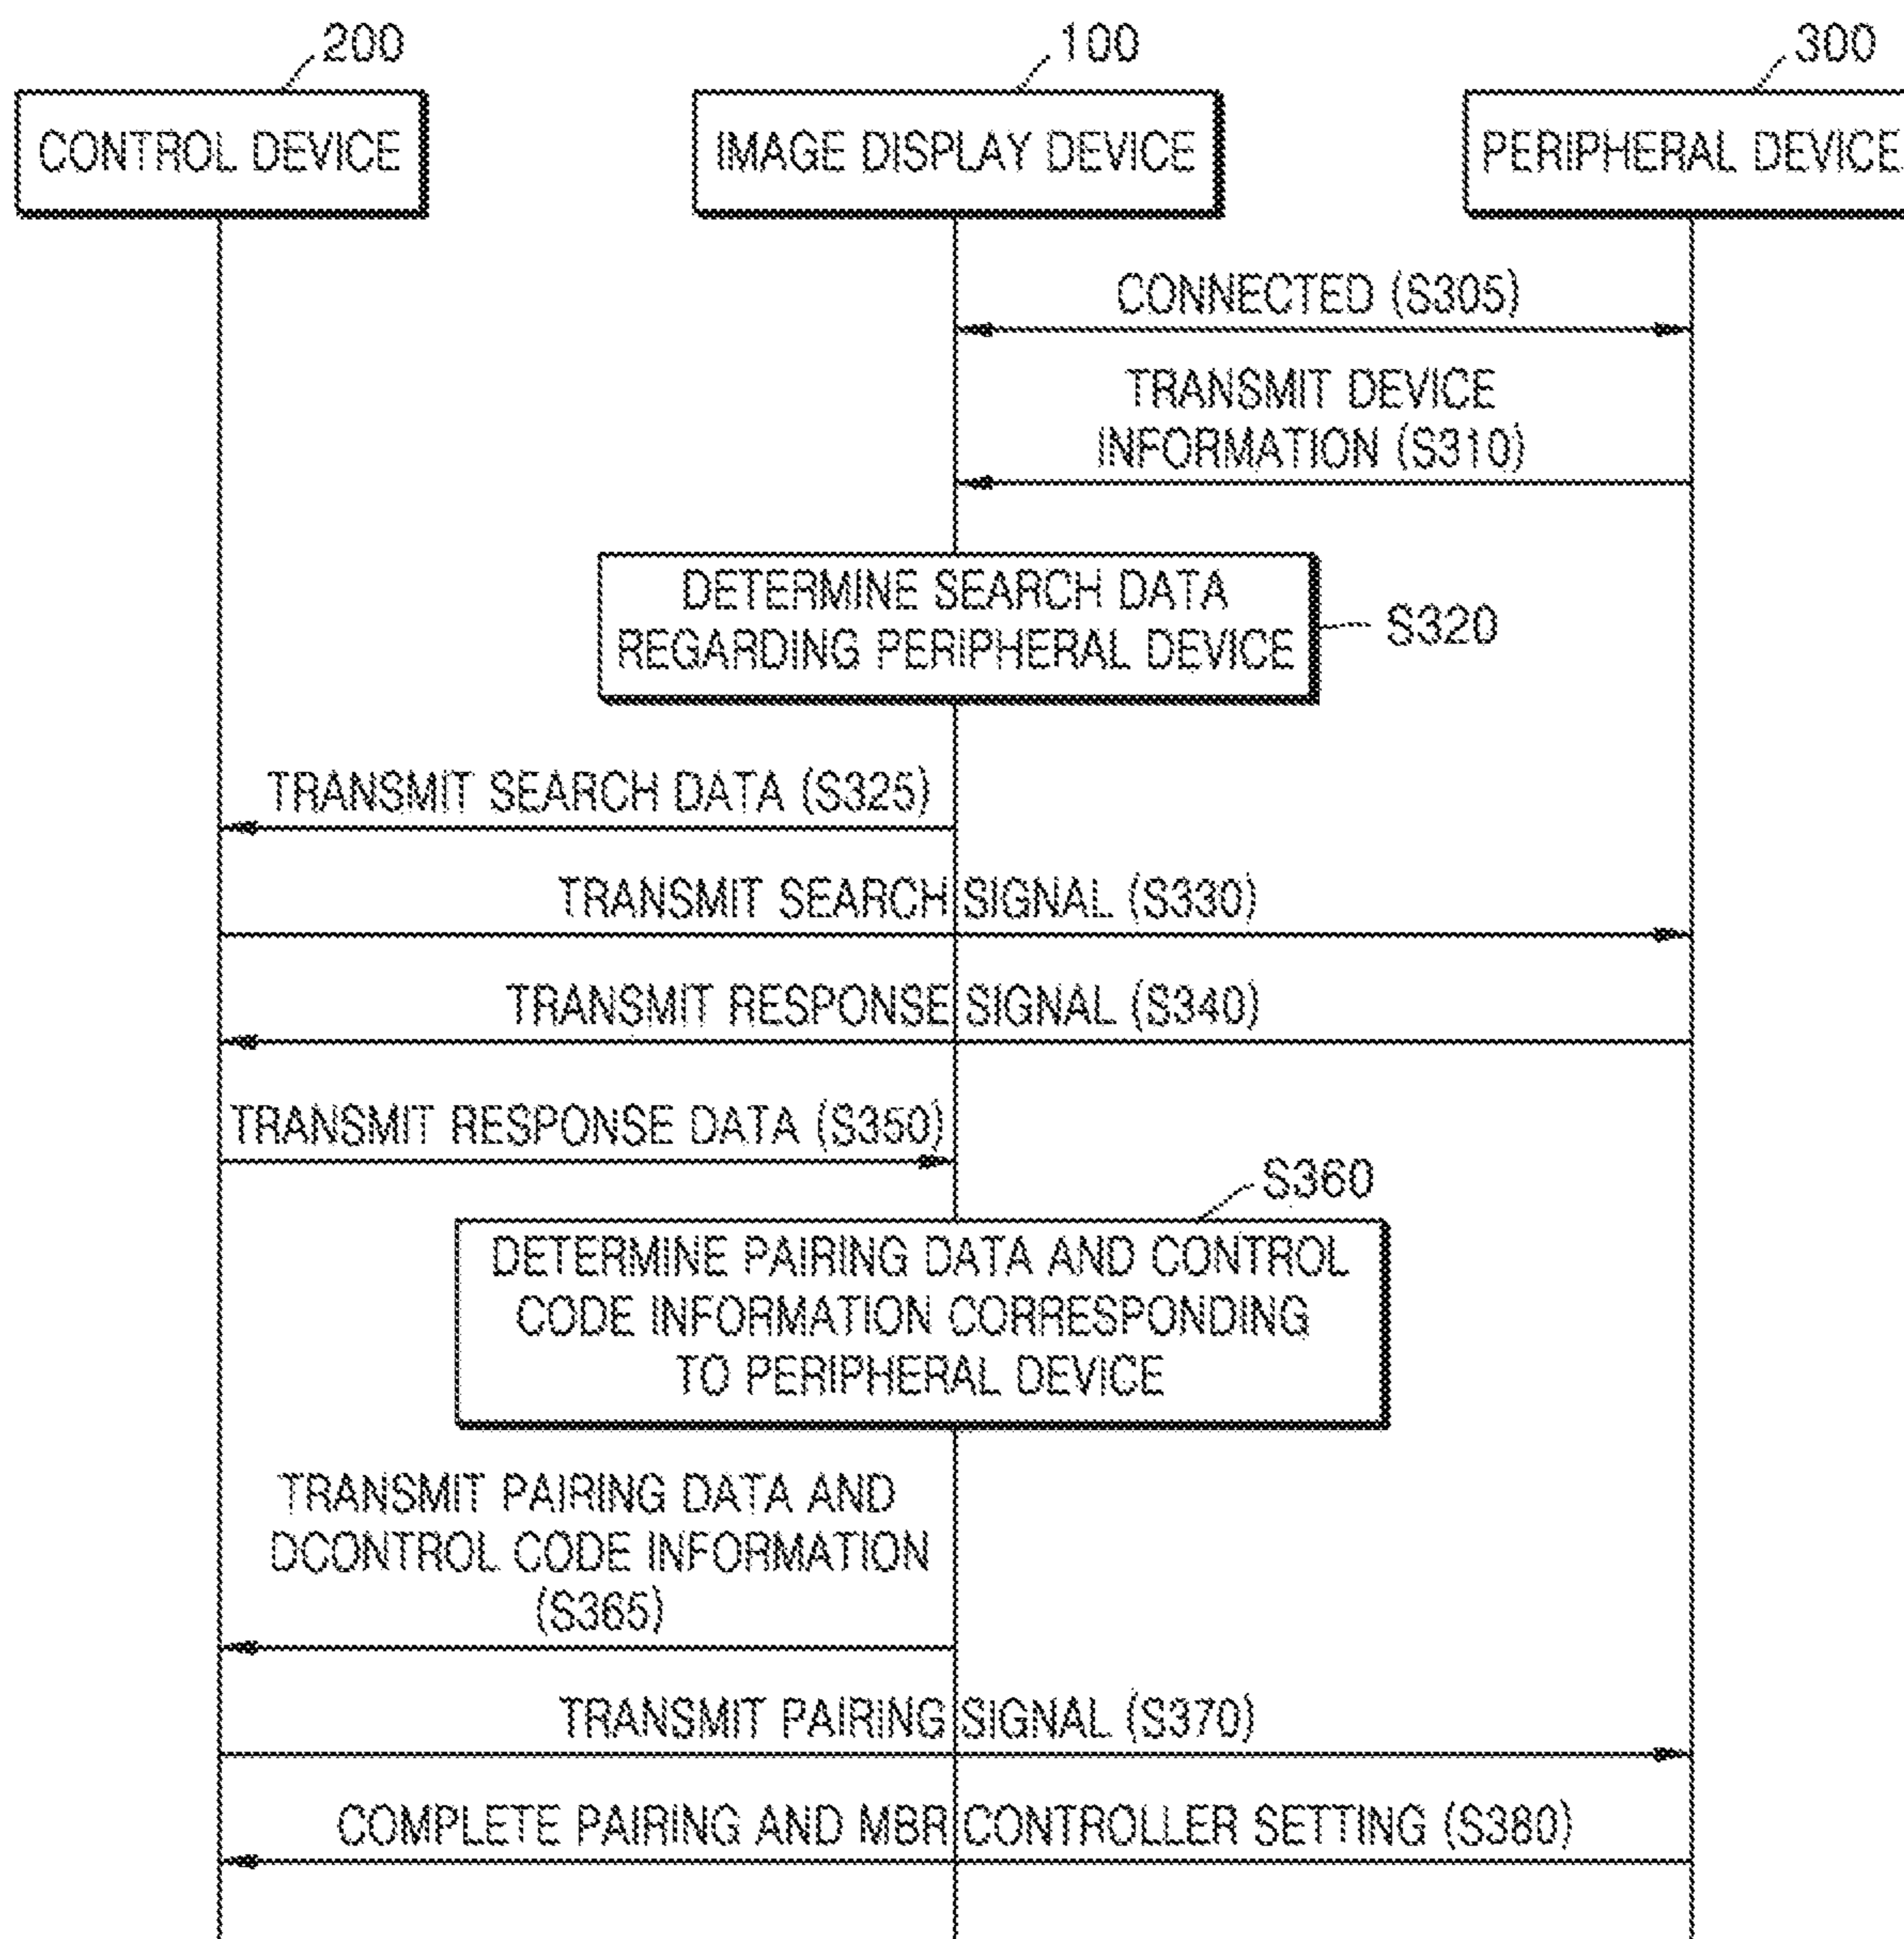 200
100
300
CONTROL DEVICE
IMAGE DISPLAY DEVICE
PERIPHERAL DEVICE
CONNECTED (S305)
TRANSMIT DEVICE
INFORMATION (S310)
DETERMINE SEARCH DATA
REGARDING PERIPHERAL DEVICE
S320
TRANSMIT SEARCH DATA (S325)
TRANSMIT SEARCH SIGNAL (S330)
TRANSMIT RESPONSE SIGNAL (S340)
TRANSMIT RESPONSE DATA (S350)
S360
DETERMINE PAIRING DATA AND CONTROL
CODE INFORMATION CORRESPONDING
TO PERIPHERAL DEVICE
TRANSMIT PAIRING DATA AND
DCONTROL CODE INFORMATION
(S365)
TRANSMIT PAIRING SIGNAL (S370)
COMPLETE PAIRING AND MBR CONTROLLER SETTING (S380)